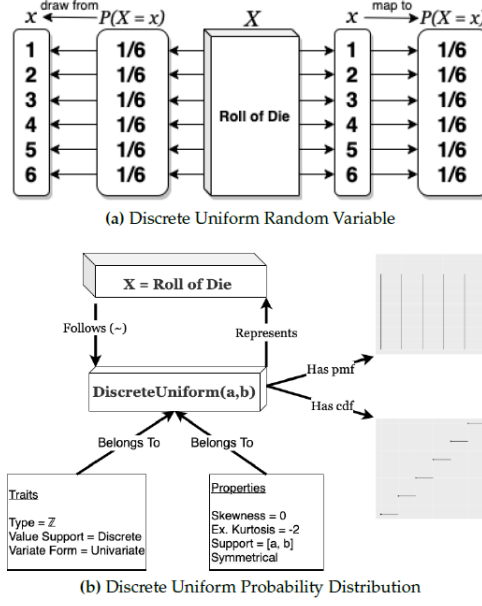 x draw from P(X = x) X x map to P(X = x)
1 1/6 1 1/6
2 1/6 2 1/6
3 1/6 3 1/6
4 1/6 Roll of Die 4 1/6
5 1/6 5 1/6
6 1/6 6 1/6
(a) Discrete Uniform Random Variable
X = Roll of Die
Follows (~) Represents
DiscreteUniform(a,b)
Has pmf
Has cdf
Belongs To Belongs To
Traits
Type = ℤ
Value Support = Discrete
Variate Form = Univariate
Properties
Skewness = 0
Ex. Kurtosis = -2
Support = [a, b]
Symmetrical
(b) Discrete Uniform Probability Distribution